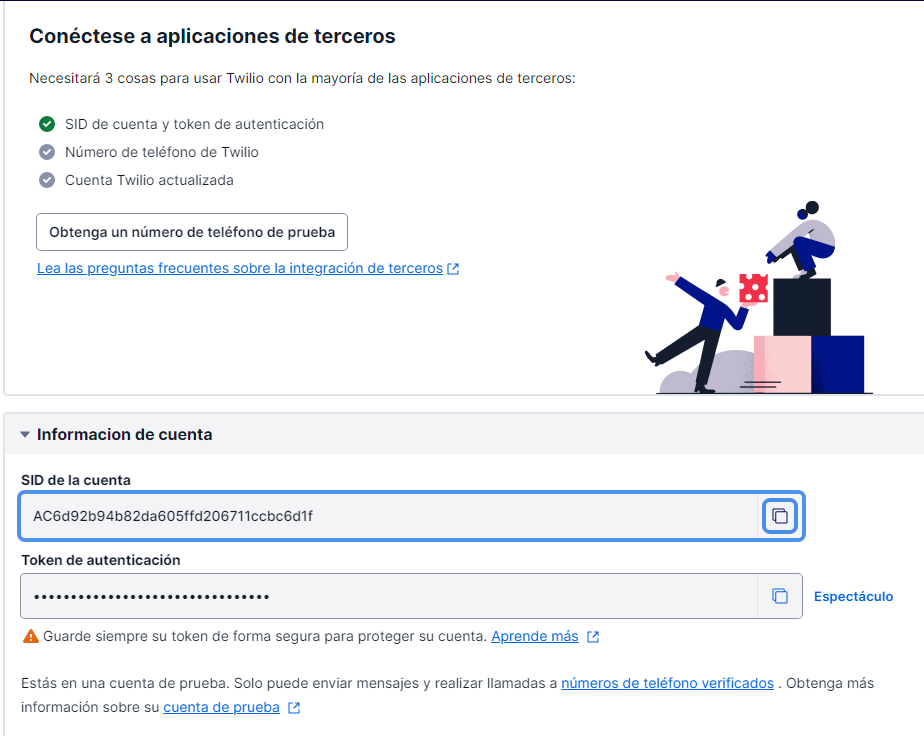 Conéctese a aplicaciones de terceros
Necesitará 3 cosas para usar Twilio con la mayoría de las aplicaciones de terceros:
SID de cuenta y token de autenticación
Número de teléfono de Twilio
Cuenta Twilio actualizada
Obtenga un número de teléfono de prueba
Lea las preguntas frecuentes sobre la integración de terceros
Informacion de cuenta
SID de la cuenta
AC6d92b94b82da605ffd206711ccbc6d1f
Token de autenticación
••••••••••••••••••••••••••••••••
Espectáculo
Guarde siempre su token de forma segura para proteger su cuenta. Aprende más
Estás en una cuenta de prueba. Solo puede enviar mensajes y realizar llamadas a números de teléfono verificados . Obtenga más
información sobre su cuenta de prueba